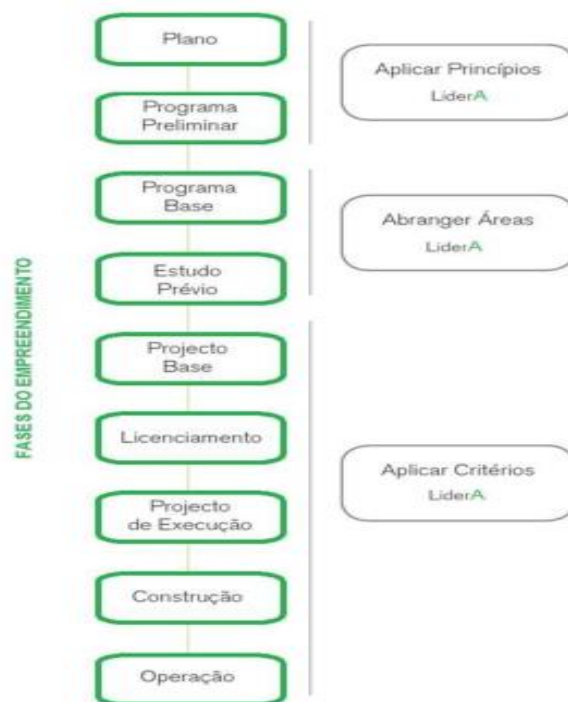 FASES DO EMPREENDIMENTO
Plano
Programa
Preliminar
Aplicar Princípios
LiderA
Programa
Base
Estudo
Prévio
Abranger Áreas
LiderA
Projecto
Base
Licenciamento
Projecto
de Execução
Construção
Operação
Aplicar Critérios
LiderA